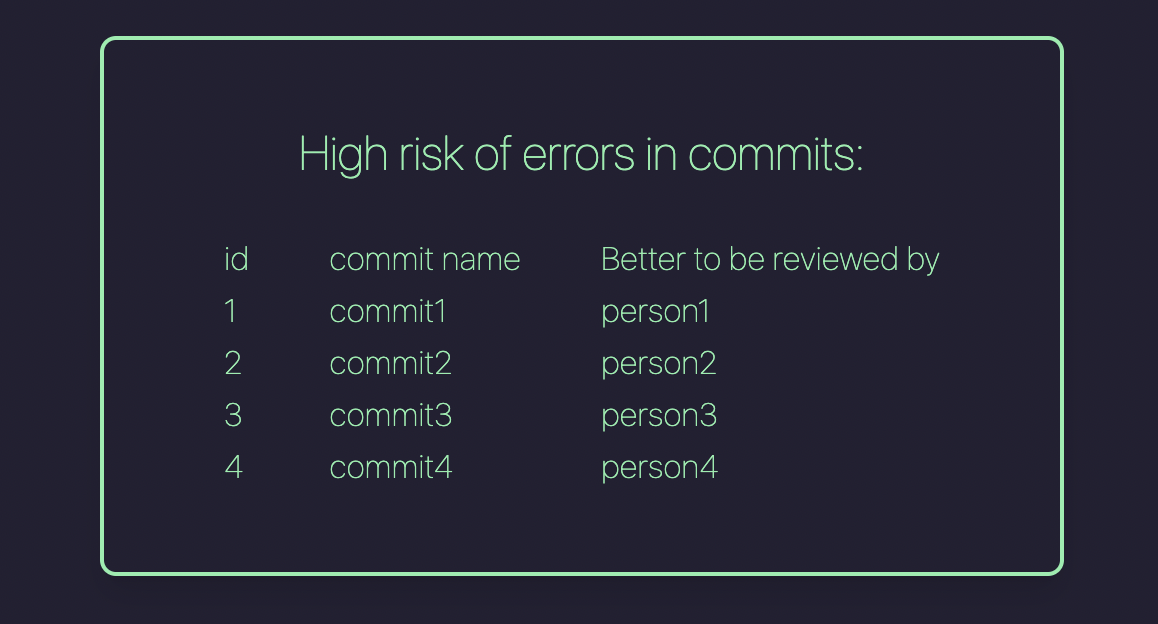 High risk of errors in commits:
id commit name Better to be reviewed by
1 commit1 person1
2 commit2 person2
3 commit3 person3
4 commit4 person4